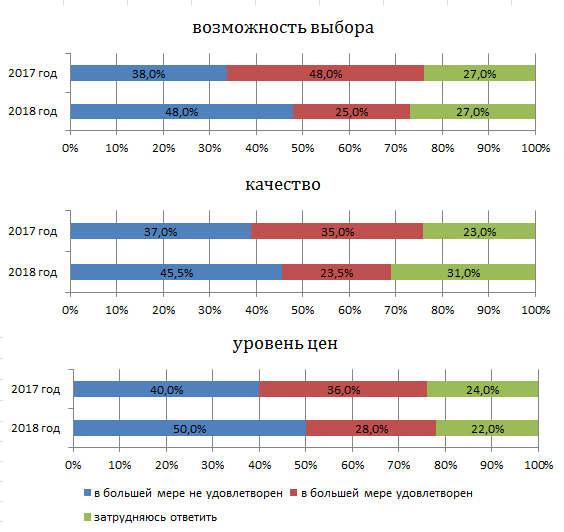 возможность выбора
2017 год 38,0% 48,0% 27,0%
2018 год 48,0% 25,0% 27,0%
0% 10% 20% 30% 40% 50% 60% 70% 80% 90% 100%
качество
2017 год 37,0% 35,0% 23,0%
2018 год 45,5% 23,5% 31,0%
0% 10% 20% 30% 40% 50% 60% 70% 80% 90% 100%
уровень цен
2017 год 40,0% 36,0% 24,0%
2018 год 50,0% 28,0% 22,0%
0% 10% 20% 30% 40% 50% 60% 70% 80% 90% 100%
в большей мере не удовлетворен в большей мере удовлетворен
затрудняюсь ответить